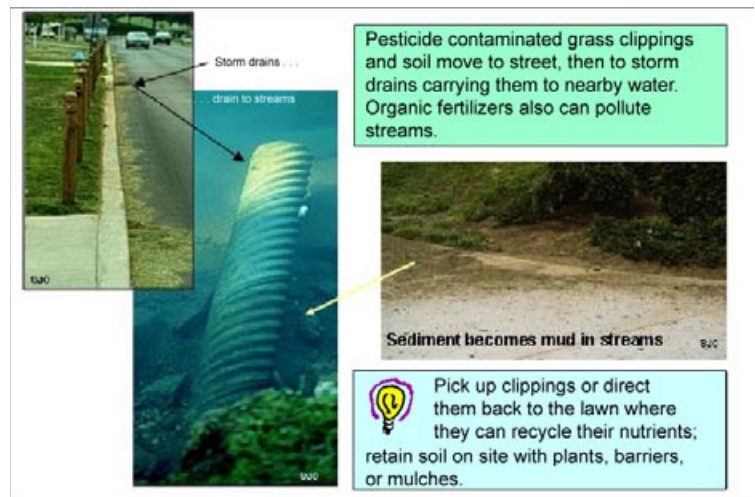 Storm drains . . .
. . . drain to streams
Pesticide contaminated grass clippings
and soil move to street, then to storm
drains carrying them to nearby water.
Organic fertilizers also can pollute
streams.
SJC
Sediment becomes mud in streams
SJC
Pick up clippings or direct
them back to the lawn where
they can recycle their nutrients;
retain soil on site with plants, barriers,
or mulches.
SJC